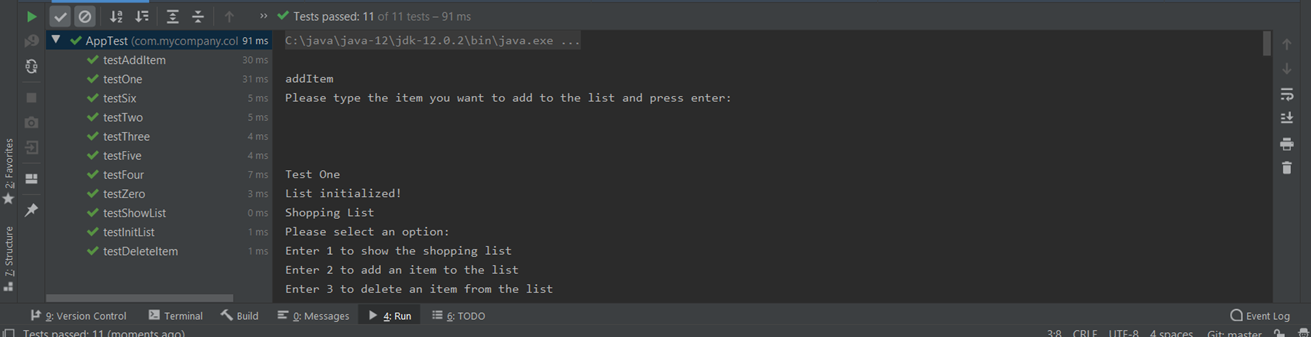 Tests passed: 11 of 11 tests – 91 ms
AppTest (com.mycompany.col 91 ms
testAddItem 30 ms
testOne 31 ms
testSix 5 ms
testTwo 5 ms
testThree 4 ms
testFive 4 ms
testFour 7 ms
testZero 3 ms
testShowList 0 ms
testInitList 1 ms
testDeleteItem 1 ms
C:\java\java-12\jdk-12.0.2\bin\java.exe ...
addItem
Please type the item you want to add to the list and press enter:
Test One
List initialized!
Shopping List
Please select an option:
Enter 1 to show the shopping list
Enter 2 to add an item to the list
Enter 3 to delete an item from the list
2: Favorites
7: Structure
9: Version Control Terminal Build 0: Messages 4: Run 6: TODO Event Log
Tests passed: 11 (moments ago) 3:8 CRLF UTF-8 4 spaces Git: master